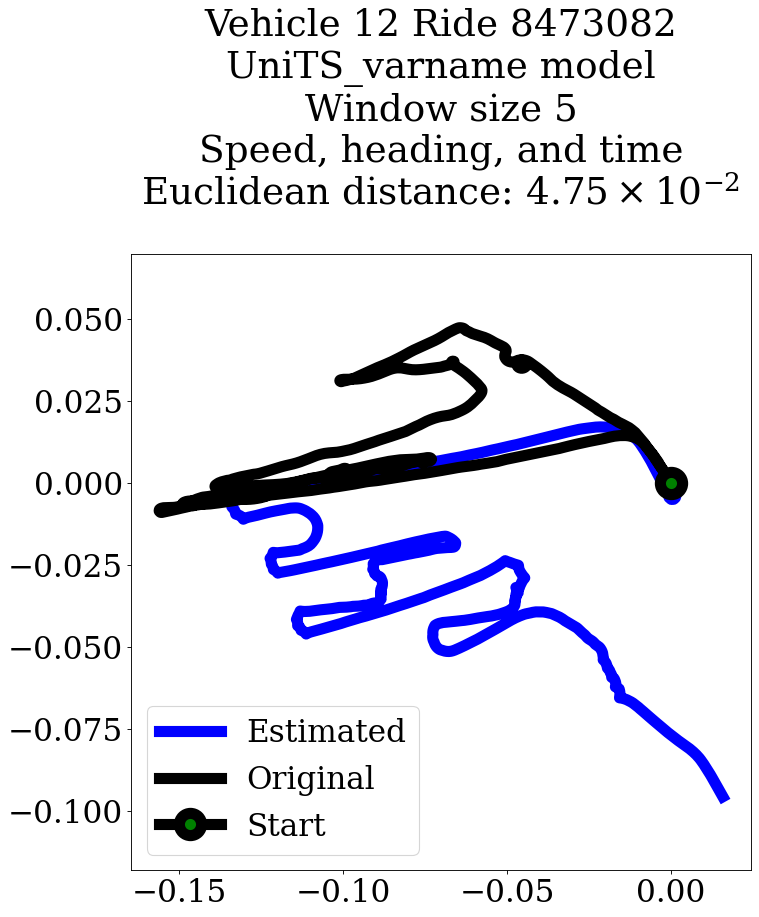 Vehicle 12 Ride 8473082
UniTS_varname model
Window size 5
Speed, heading, and time
Euclidean distance: 4.75 × 10⁻²
0.050
0.025
0.000
−0.025
−0.050
−0.075
−0.100
Estimated
Original
Start
−0.15
−0.10
−0.05
0.00